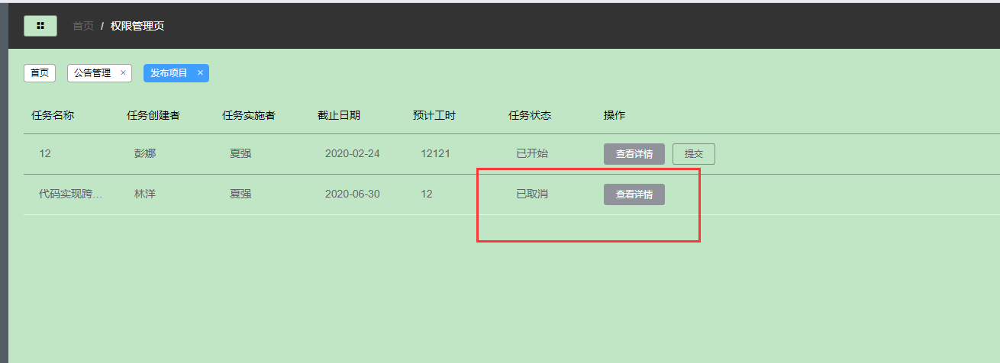 首页 / 权限管理页
首页 公告管理 × 发布项目 ×
任务名称 任务创建者 任务实施者 截止日期 预计工时 任务状态 操作
12 彭娜 夏强 2020-02-24 12121 已开始 查看详情 提交
代码实现跨... 林洋 夏强 2020-06-30 12 已取消 查看详情